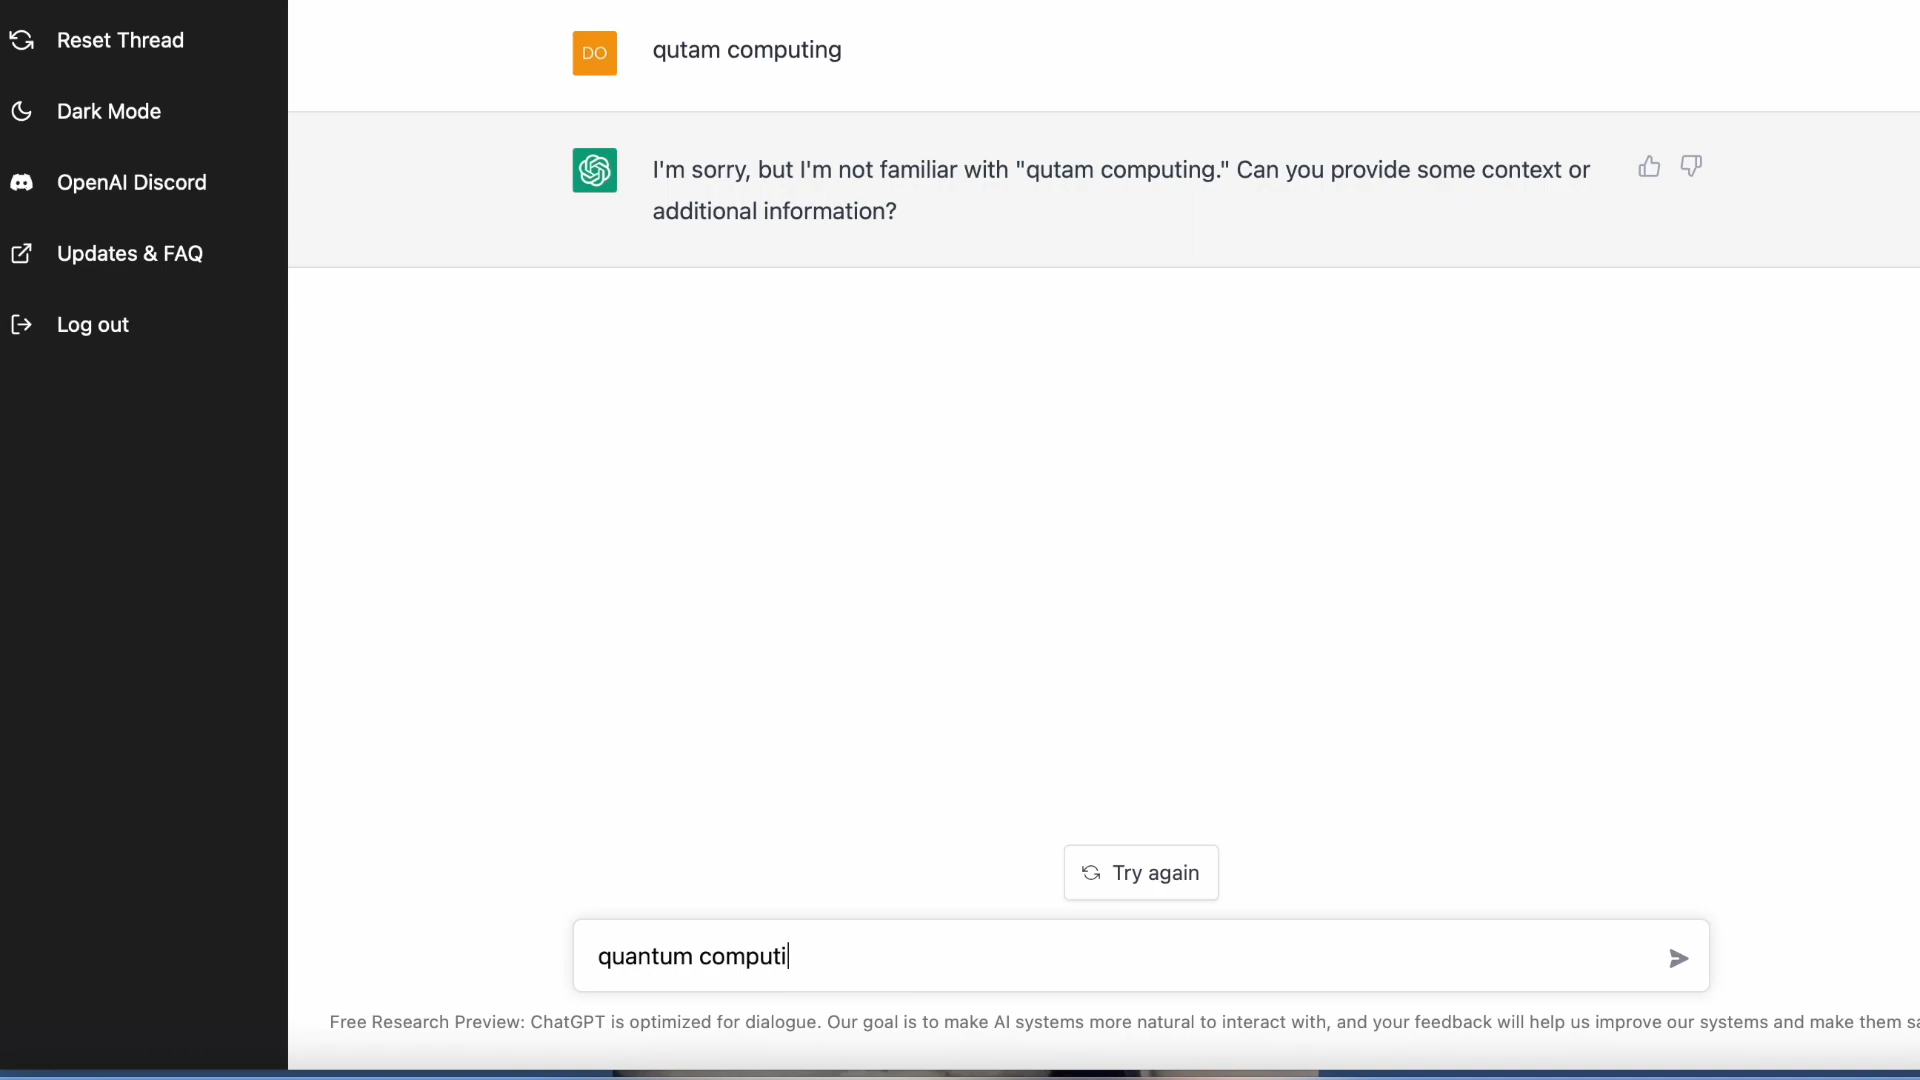 Reset Thread
Dark Mode
OpenAI Discord
Updates & FAQ
Log out
DO
qutam computing
I'm sorry, but I'm not familiar with "qutam computing." Can you provide some context or
additional information?
Try again
quantum computi
Free Research Preview: ChatGPT is optimized for dialogue. Our goal is to make AI systems more natural to interact with, and your feedback will help us improve our systems and make them sa